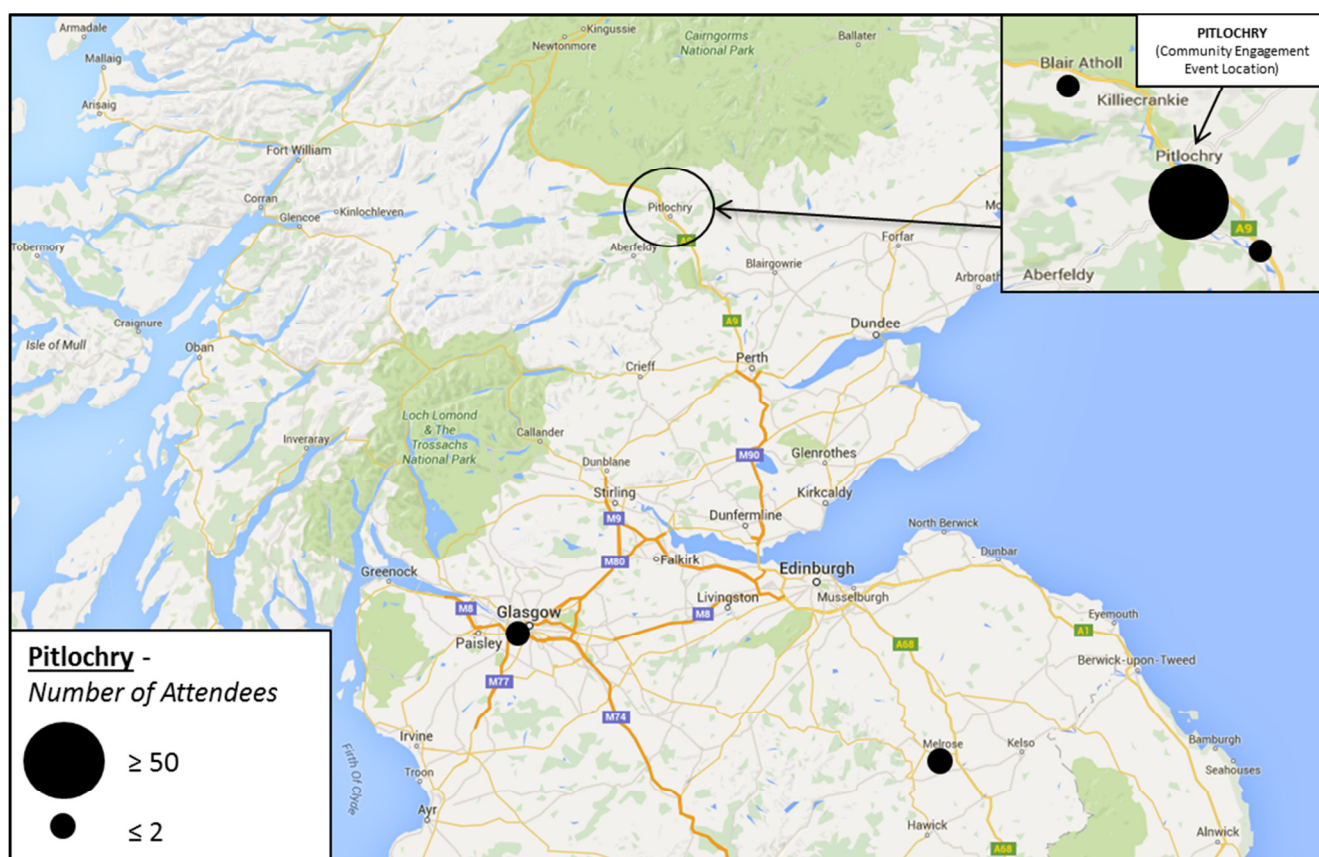 Armadale
Kingussie
Cairngorms
National Park
Ballater
Newtonmore
Mallaig
Arisaig
Fort William
Corran
Kinlochleven
Glencoe
Pitlochry
Tobermory
Aberfeldy
Forfar
Blairgowrie
Arbroath
Craignure
A9
Dundee
Isle of Mull
Oban
Perth
Crieff
Loch Lomond
& The
Trossachs
National Park
Callander
Inveraray
M90
Glenrothes
Dunblane
Stirling
Kirkcaldy
M9
Dunfermline
North Berwick
Dunbar
M80
Falkirk
Edinburgh
Greenock
Livingston
Musselburgh
M8
Glasgow
M8
Eyemouth
Paisley
A1
A68
Berwick-upon-Tweed
M77
M74
Irvine
Melrose
Kelso
Bamburgh
Seahouses
Firth Of Clyde
Troon
Ayr
Hawick
Alnwick
A68
PITLOCHRY
(Community Engagement
Event Location)
Blair Atholl
Killiecrankie
Pitlochry
A9
Aberfeldy
Pitlochry -
Number of Attendees
≥ 50
≤ 2